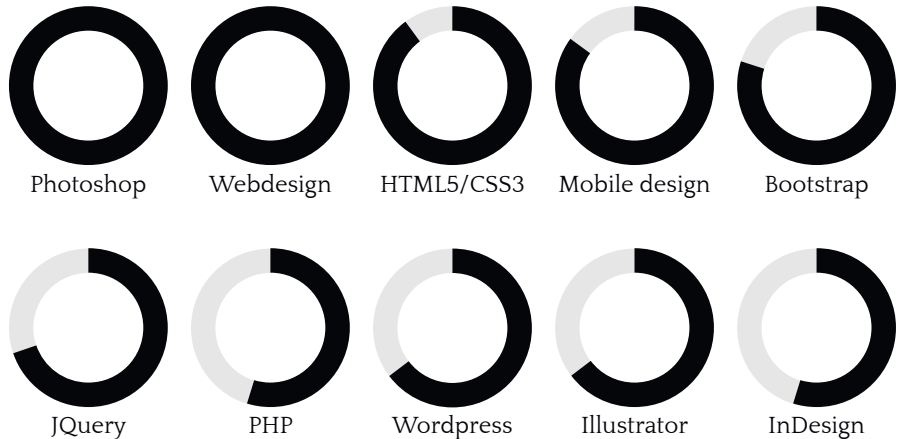 Photoshop
Webdesign
HTML5/CSS3
Mobile design
Bootstrap
JQuery
PHP
Wordpress
Illustrator
InDesign